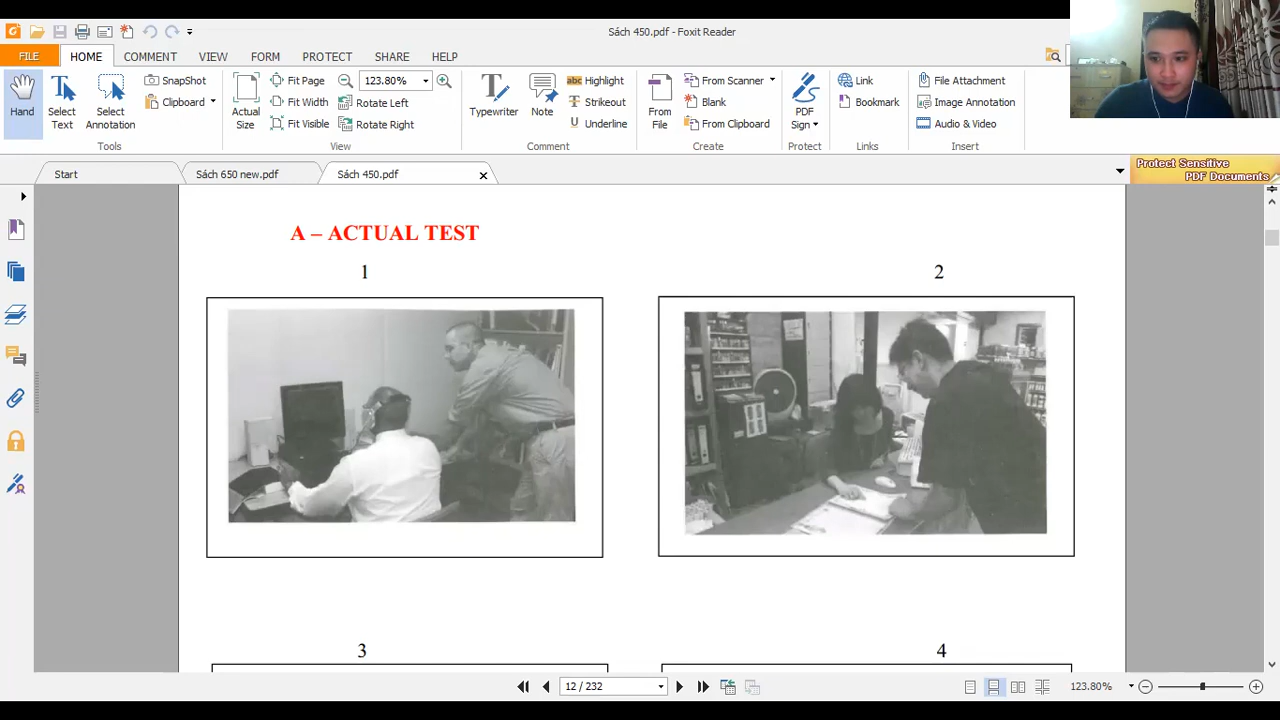 Sách 450.pdf - Foxit Reader
FILE
HOME
COMMENT
VIEW
FORM
PROTECT
SHARE
HELP
Hand
Select Text
Select Annotation
SnapShot
Clipboard
Tools
Actual Size
Fit Page
Fit Width
Fit Visible
123.80%
Rotate Left
Rotate Right
View
Typewriter
Note
abc Highlight
Strikeout
U Underline
Comment
From File
From Scanner
Blank
From Clipboard
Create
PDF Sign
Protect
Link
Bookmark
Links
File Attachment
Image Annotation
Audio & Video
Insert
Start
Sách 650 new.pdf
Sách 450.pdf
Protect Sensitive
PDF Documents
A – ACTUAL TEST
1
2
3
4
12 / 232
123.80%